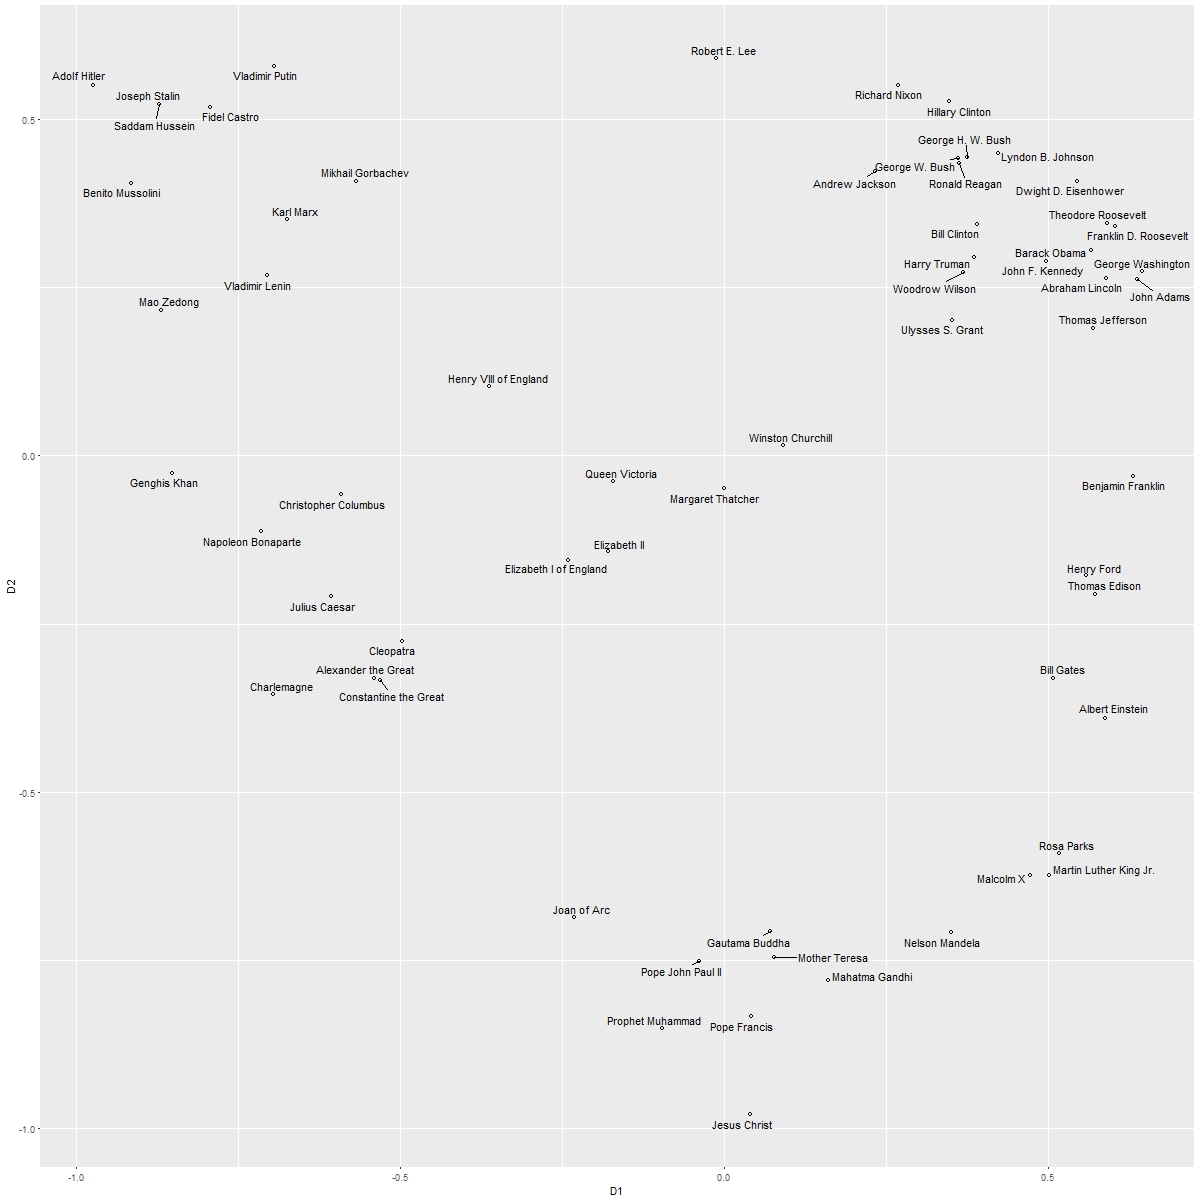 Robert E. Lee
Adolf Hitler
Vladimir Putin
Joseph Stalin
Richard Nixon
Hillary Clinton
Fidel Castro
0.5
Saddam Hussein
George H. W. Bush
Lyndon B. Johnson
George W. Bush
Mikhail Gorbachev
Andrew Jackson
Ronald Reagan
Dwight D. Eisenhower
Benito Mussolini
Karl Marx
Theodore Roosevelt
Bill Clinton
Franklin D. Roosevelt
Barack Obama
Harry Truman
George Washington
John F. Kennedy
Vladimir Lenin
Woodrow Wilson
Abraham Lincoln
John Adams
Mao Zedong
Thomas Jefferson
Ulysses S. Grant
Henry VIII of England
Winston Churchill
0.0
Queen Victoria
Genghis Khan
Benjamin Franklin
Margaret Thatcher
Christopher Columbus
Napoleon Bonaparte
Elizabeth II
Elizabeth I of England
Henry Ford
D2
Thomas Edison
Julius Caesar
Cleopatra
Alexander the Great
Bill Gates
Charlemagne
Constantine the Great
Albert Einstein
-0.5
Rosa Parks
Martin Luther King Jr.
Malcolm X
Joan of Arc
Gautama Buddha
Nelson Mandela
Mother Teresa
Pope John Paul II
Mahatma Gandhi
Prophet Muhammad
Pope Francis
Jesus Christ
-1.0
-1.0
-0.5
0.0
0.5
D1